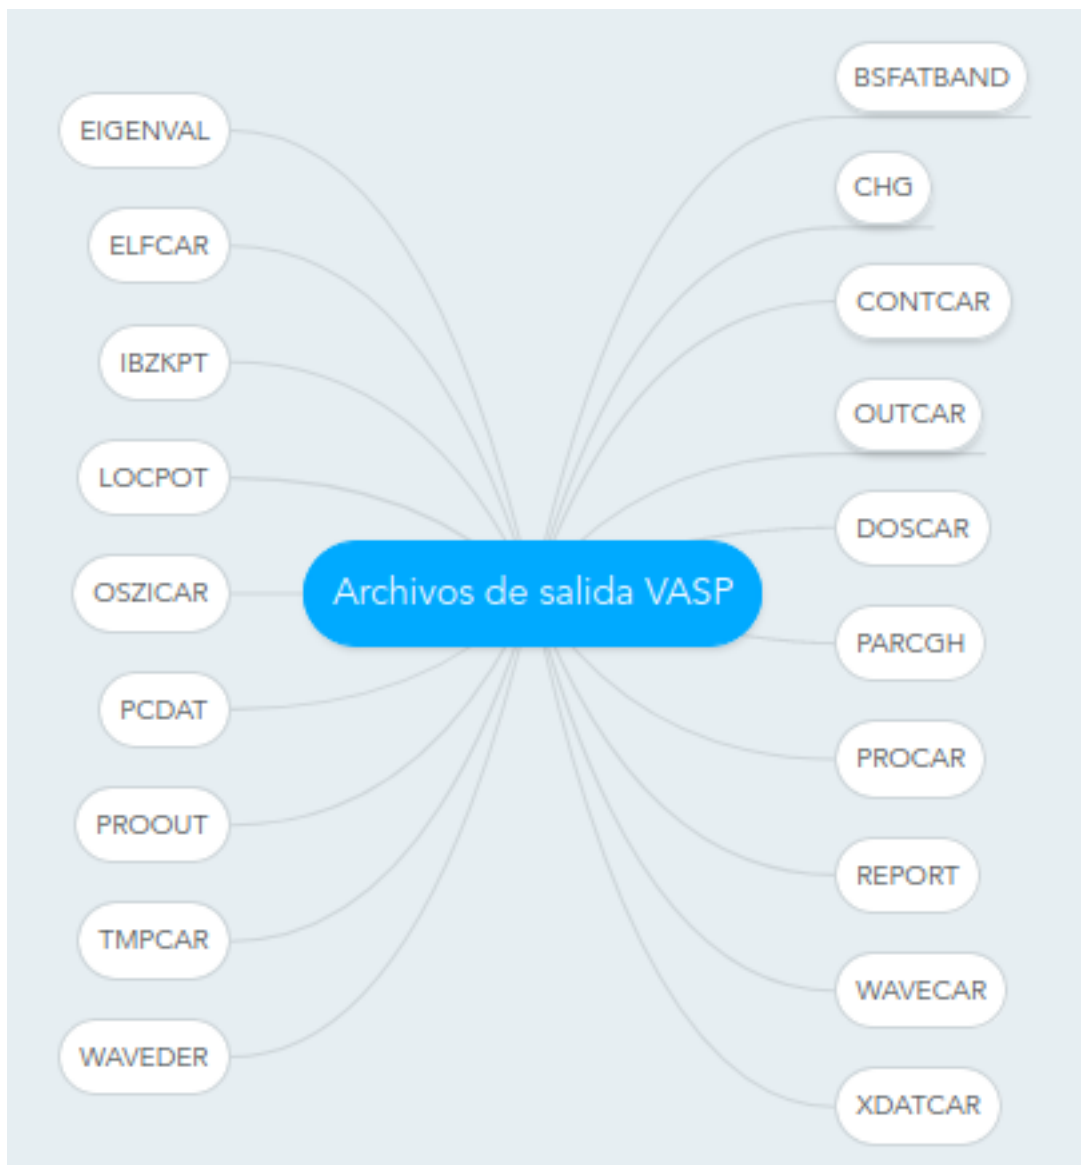 EIGENVAL
ELFCAR
IBZKPT
LOCPOT
OSZICAR
PCDAT
PROOUT
TMPCAR
WAVEDER
Archivos de salida VASP
BSFATBAND
CHG
CONTCAR
OUTCAR
DOSCAR
PARCGH
PROCAR
REPORT
WAVECAR
XDATCAR